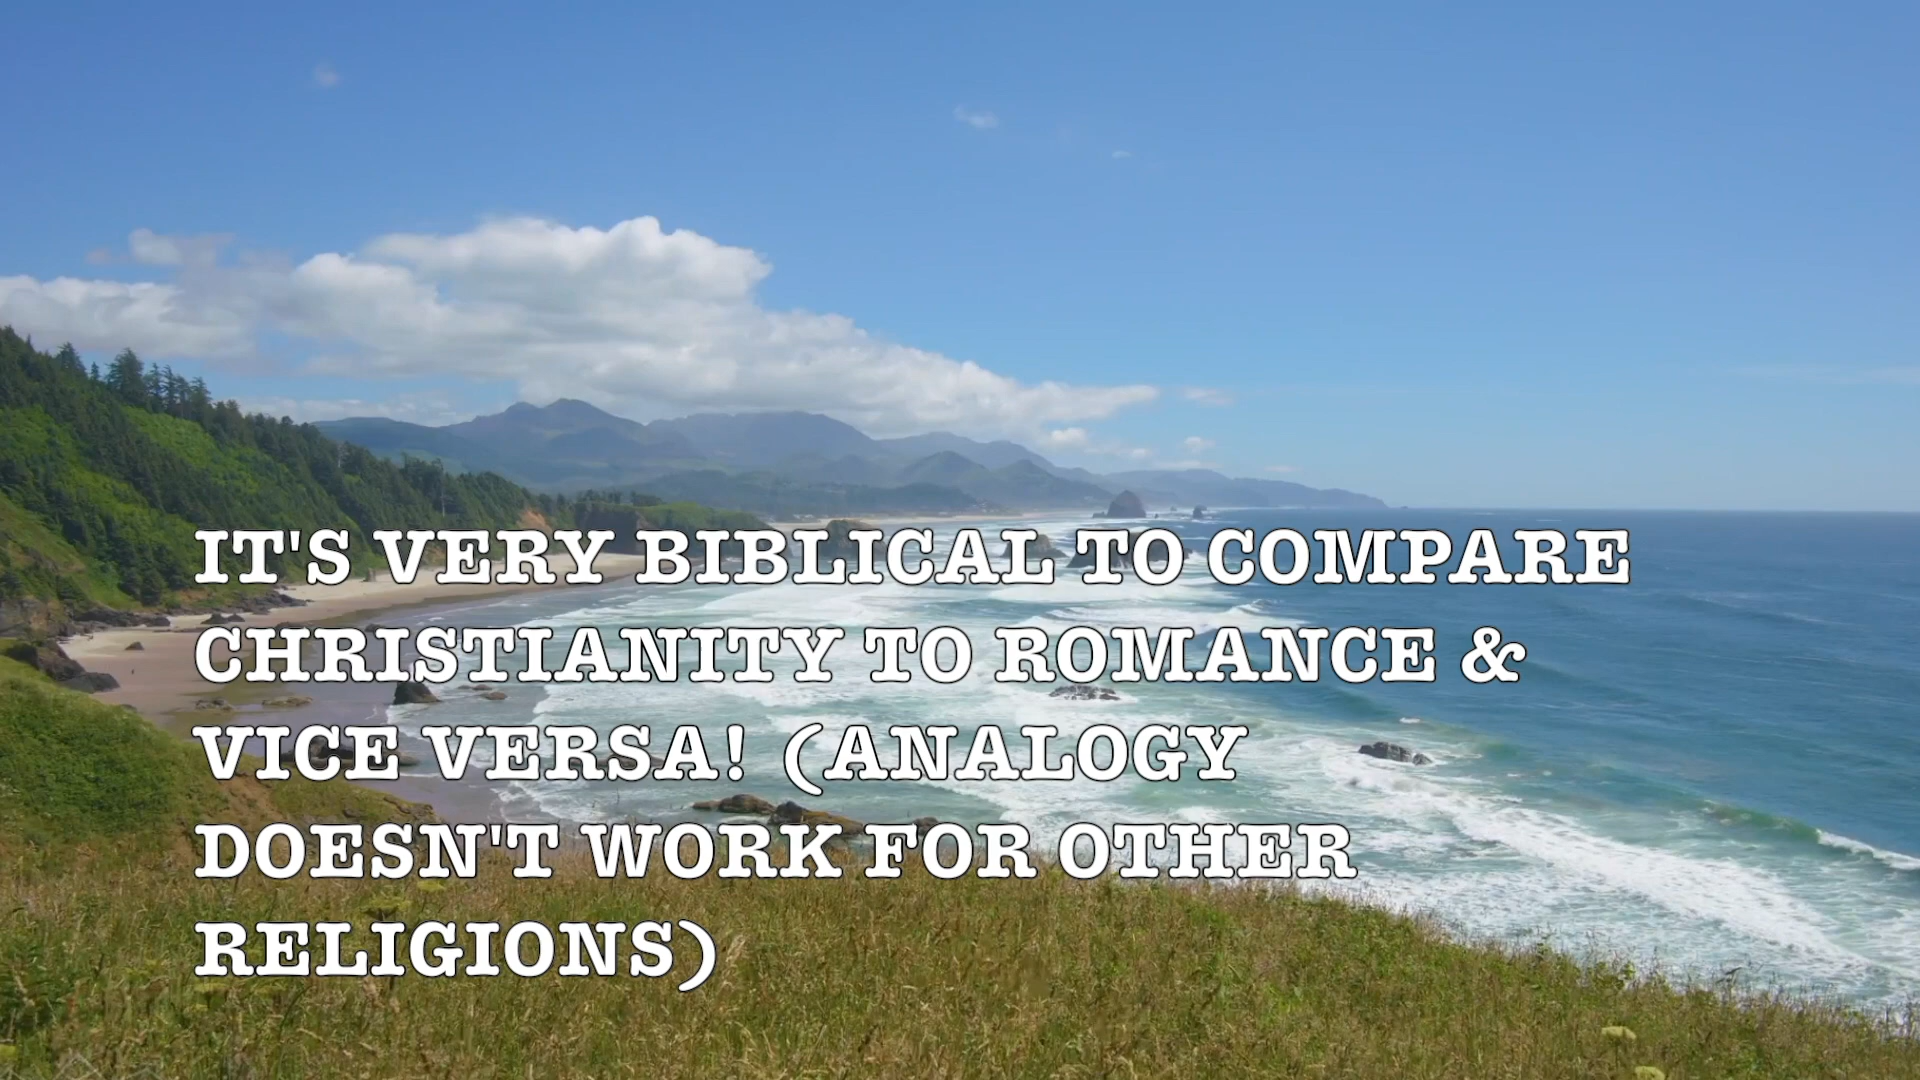 IT'S VERY BIBLICAL TO COMPARE
CHRISTIANITY TO ROMANCE &
VICE VERSA! (ANALOGY
DOESN'T WORK FOR OTHER
RELIGIONS)